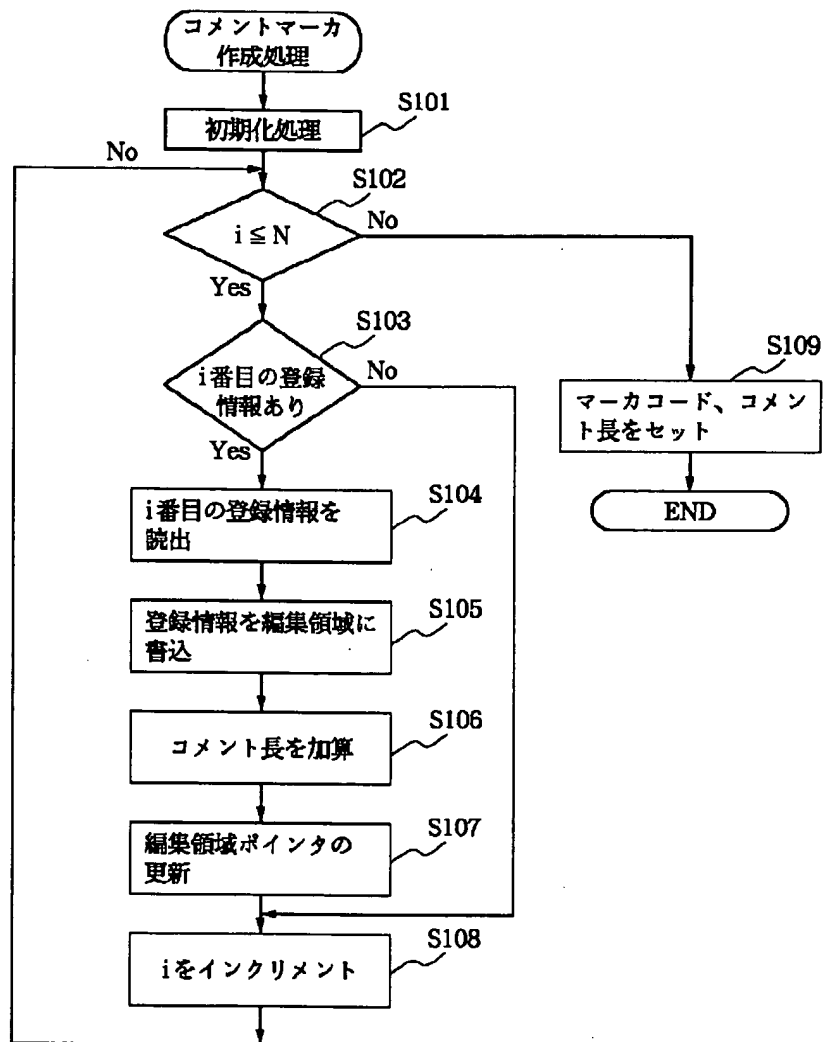 コメントマーカ
作成処理
S101
初期化処理
No
S102
i≦N
No
Yes
S103
i番目の登録
情報あり
No
Yes
S109
マーカコード、コメン
ト長をセット
END
S104
i番目の登録情報を
読出
S105
登録情報を編集領域に
書込
S106
コメント長を加算
S107
編集領域ポインタの
更新
S108
iをインクリメント